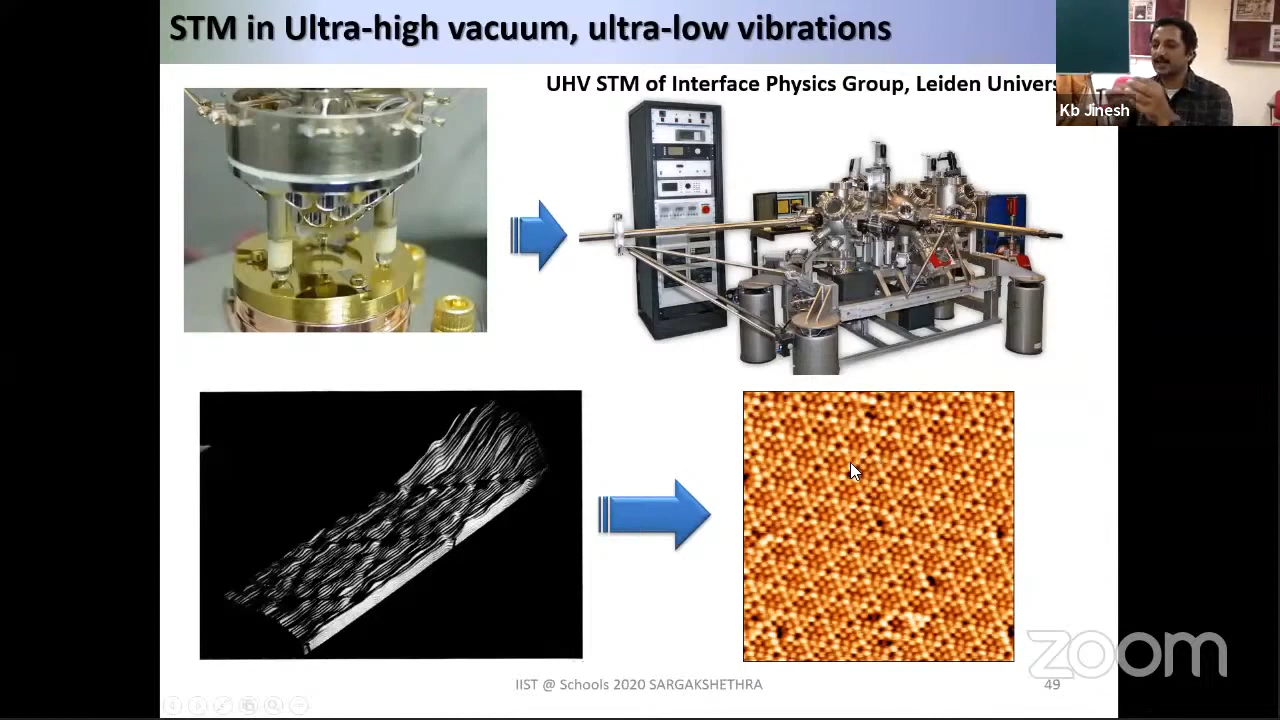 STM in Ultra-high vacuum, ultra-low vibrations
UHV STM of Interface Physics Group, Leiden Univers
Kb Jinesh
zoom
IIST @ Schools 2020 SARGAKSHETHRA
49